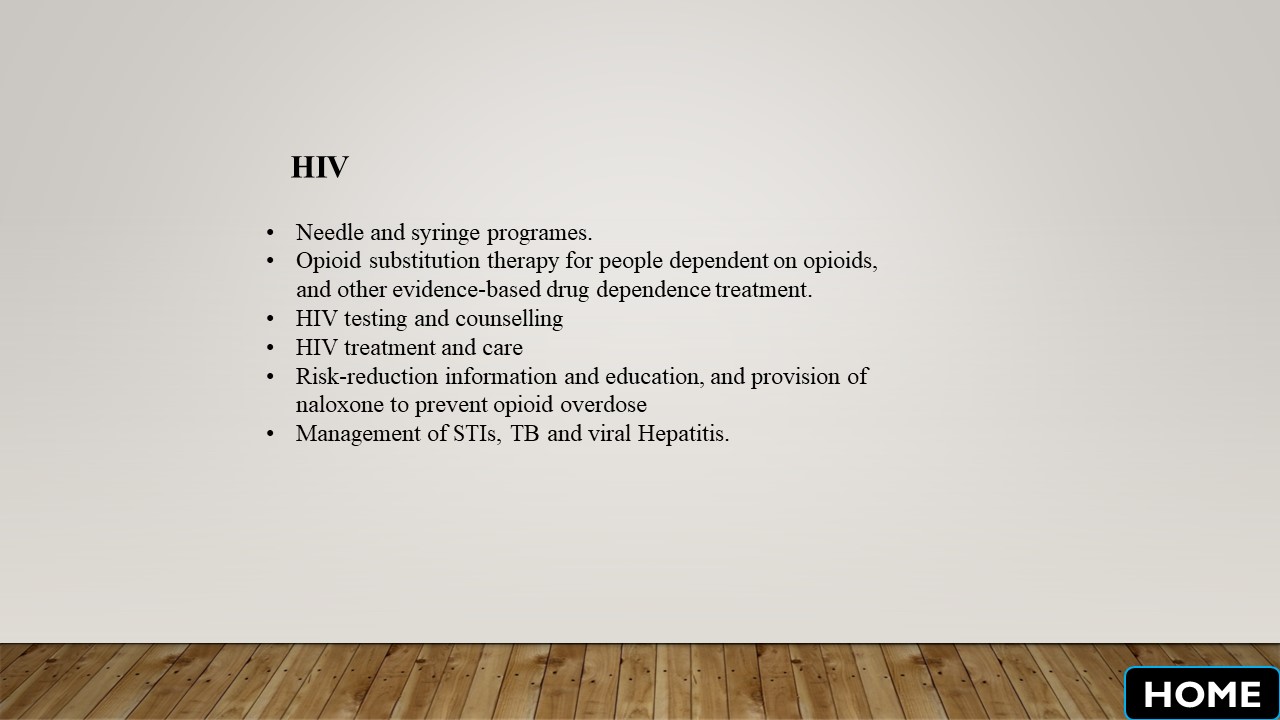 HIV
• Needle and syringe programes.
• Opioid substitution therapy for people dependent on opioids,
and other evidence-based drug dependence treatment.
• HIV testing and counselling
• HIV treatment and care
• Risk-reduction information and education, and provision of
naloxone to prevent opioid overdose
• Management of STIs, TB and viral Hepatitis.
HOME